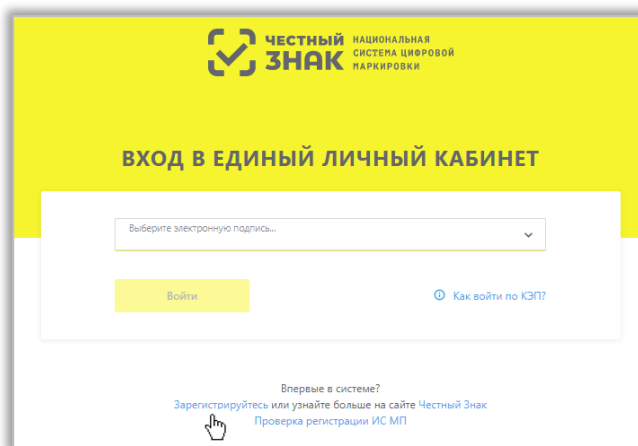 ЧЕСТНЫЙ ЗНАК
НАЦИОНАЛЬНАЯ
СИСТЕМА ЦИФРОВОЙ
МАРКИРОВКИ
ВХОД В ЕДИНЫЙ ЛИЧНЫЙ КАБИНЕТ
Выберите электронную подпись...
Войти
Как войти по КЭП?
Впервые в системе?
Зарегистрируйтесь или узнайте больше на сайте Честный Знак
Проверка регистрации ИС МП